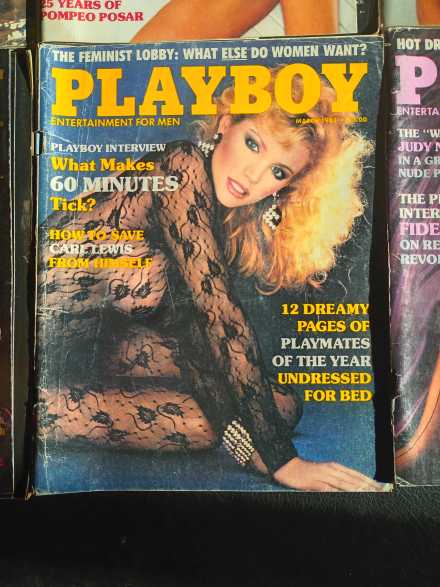 25 YEARS OF
POMPEO POSAR
THE FEMINIST LOBBY: WHAT ELSE DO WOMEN WANT?
PLAYBOY
ENTERTAINMENT FOR MEN
PLAYBOY INTERVIEW
What Makes
60 MINUTES
Tick?
HOW TO SAVE
CARL LEWIS
FROM HIMSELF
12 DREAMY
PAGES OF
PLAYMATES
OF THE YEAR
UNDRESSED
FOR BED
HOT DR
P
ENTERTA
THE "W
JUDY N
IN A GR
NUDE P
THE PL
INTER
FIDE
ON RE
REVO